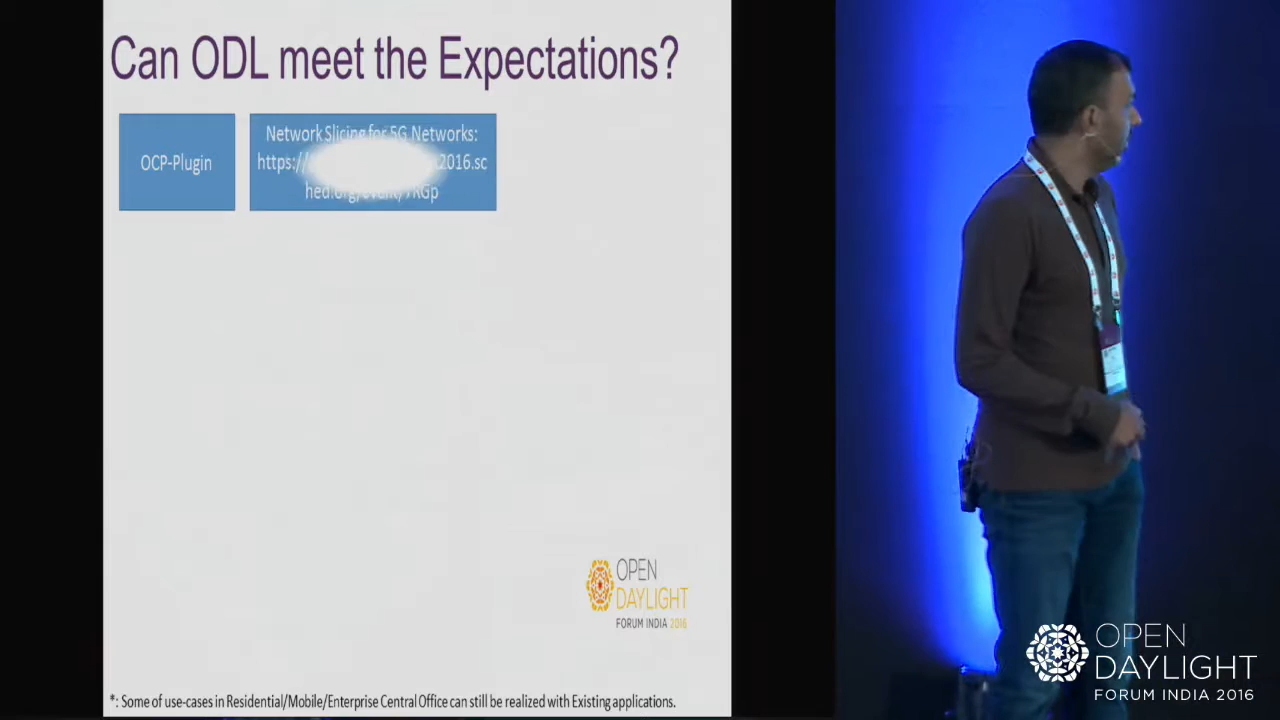 Can ODL meet the Expectations?
OCP-Plugin
Network Slicing for 5G Networks:
https:// 2016.sc
OPEN
DAYLIGHT
FORUM INDIA 2016
*: Some of use-cases in Residential/Mobile/Enterprise Central Office can still be realized with Existing applications.
OPEN
DAYLIGHT
FORUM INDIA 2016